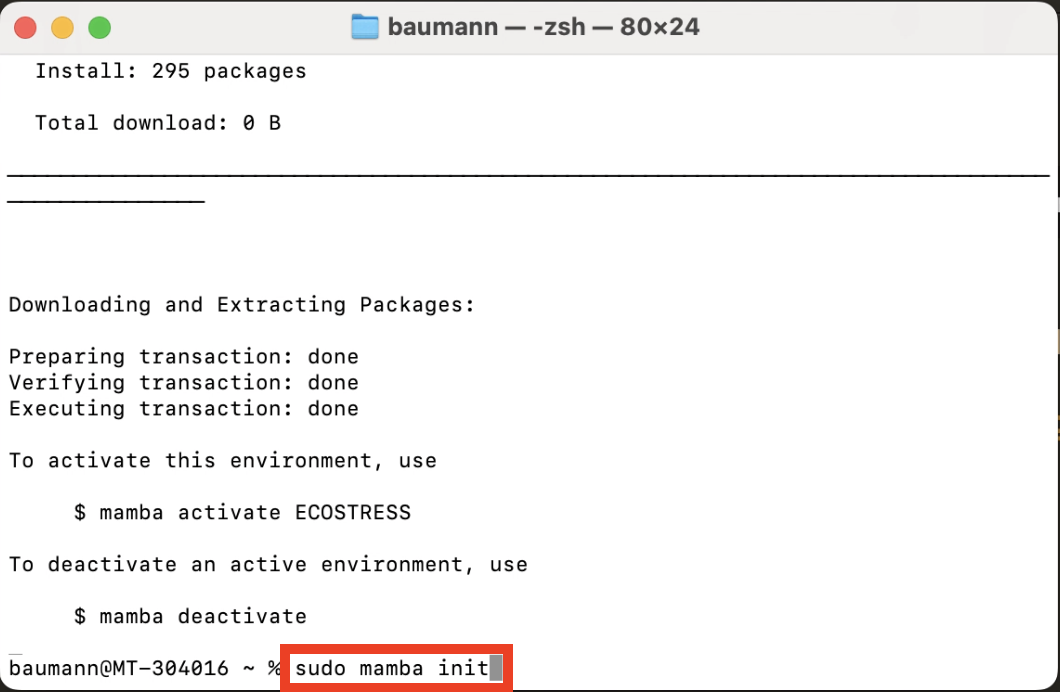 baumann — -zsh — 80×24
Install: 295 packages
Total download: 0 B
Downloading and Extracting Packages:
Preparing transaction: done
Verifying transaction: done
Executing transaction: done
To activate this environment, use
$ mamba activate ECOSTRESS
To deactivate an active environment, use
$ mamba deactivate
baumann@MT-304016 ~ % sudo mamba init